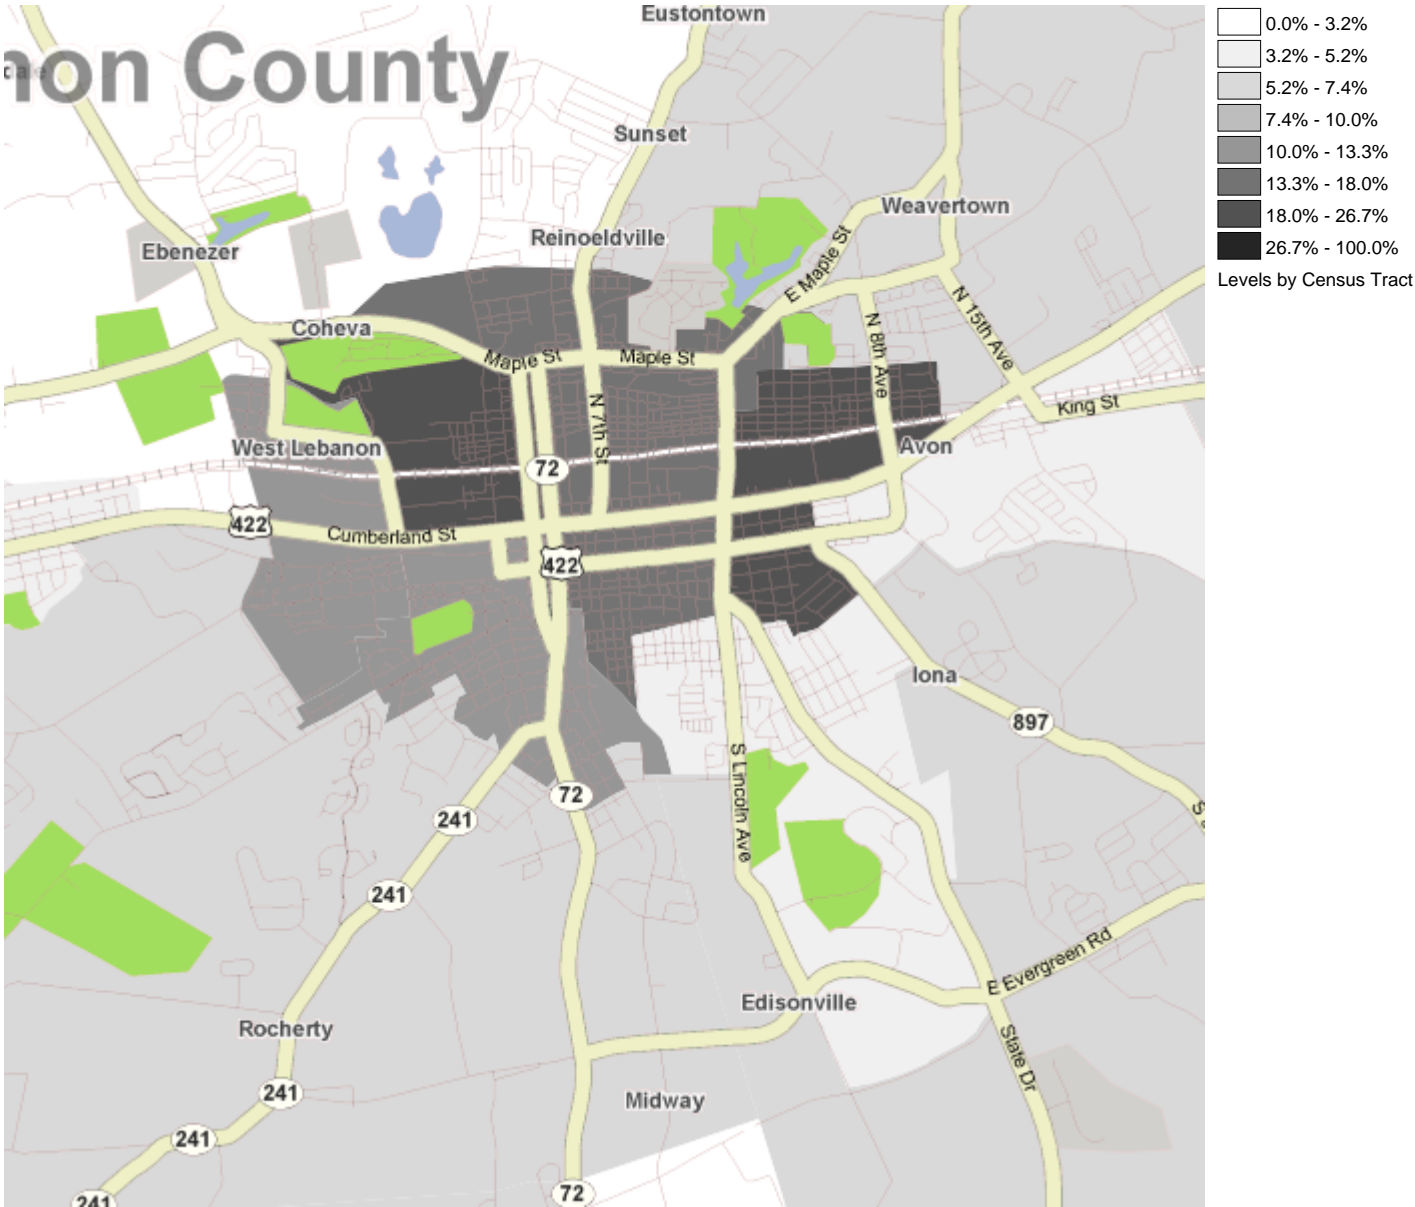 Eustontown
non County
dale
Sunset
Weavertown
Reinoeldville
Ebenezer
E Maple St
N 15th Ave
Coheva
N 8th Ave
Maple St
Maple St
King St
N 7th St
West Lebanon
Avon
72
422
Cumberland St
422
Iona
897
S Lincoln Ave
72
241
241
E Evergreen Rd
Edisonville
Rocherty
State Dr
241
Midway
241
72
241
0.0% - 3.2%
3.2% - 5.2%
5.2% - 7.4%
7.4% - 10.0%
10.0% - 13.3%
13.3% - 18.0%
18.0% - 26.7%
26.7% - 100.0%
Levels by Census Tract